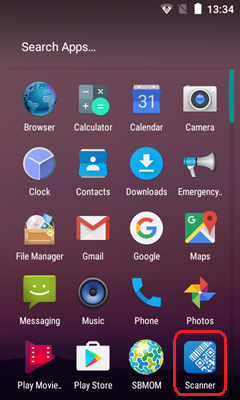 13:34
Search Apps…
Browser Calculator Calendar Camera
31
Clock Contacts Downloads Emergency..
File Manager Gmail Google Maps
Messaging Music Phone Photos
Play Movie.. Play Store SBMOM Scanner